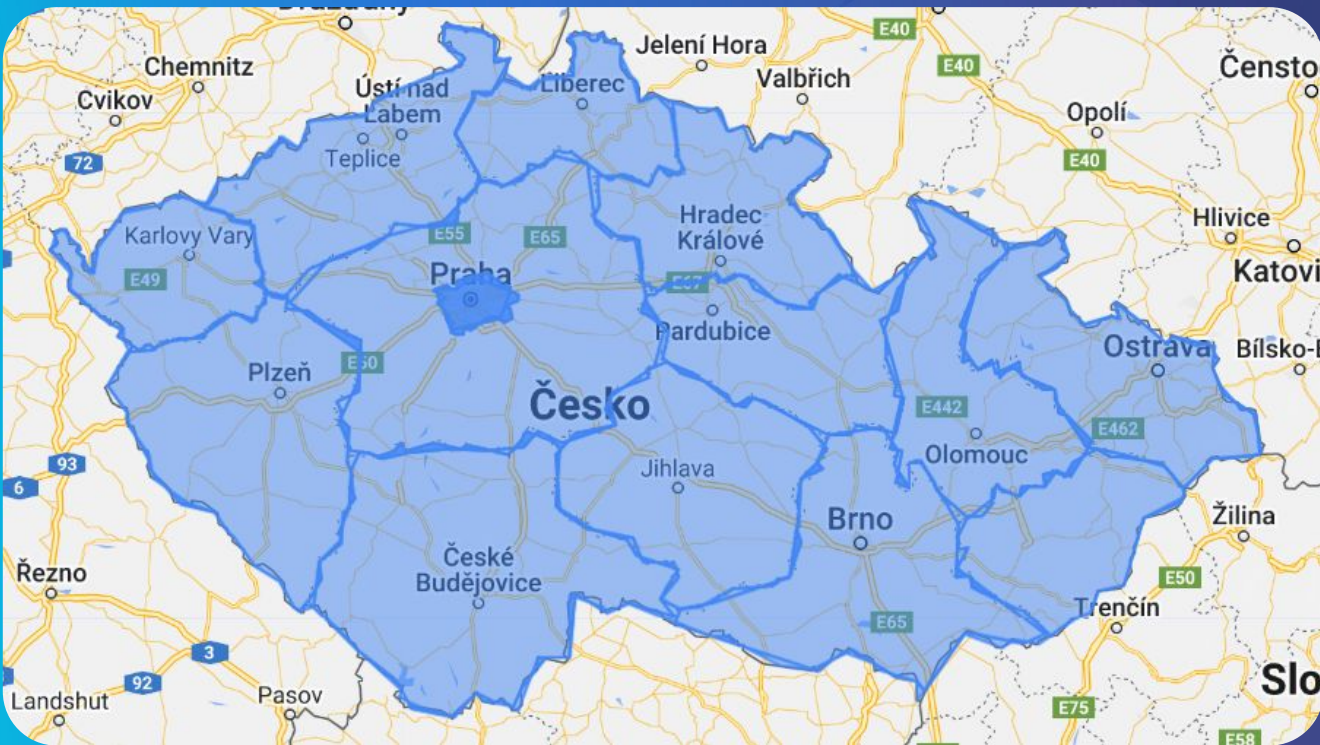 Drážďany
E40
Jelení Hora
E40
Čensto
Chemnitz
Valbřich
Cvikov
Ústí nad
Labem
Liberec
Opolí
Teplice
E40
72
Hlivice
Karlovy Vary
E55
E65
Hradec
Králové
Katovi
E49
Praha
E67
Pardubice
Ostrava
Bílsko-B
Plzeň
E50
Česko
E442
E462
Olomouc
93
Jihlava
6
Brno
Žilina
České
Budějovice
Řezno
E50
Trenčín
E65
3
92
Landshut
Pasov
Slo
E75
E58